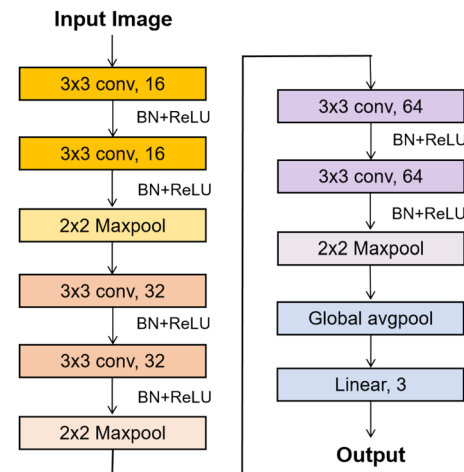 Input Image
3x3 conv, 16
BN+ReLU
3x3 conv, 16
BN+ReLU
2x2 Maxpool
3x3 conv, 32
BN+ReLU
3x3 conv, 32
BN+ReLU
2x2 Maxpool
3x3 conv, 64
BN+ReLU
3x3 conv, 64
BN+ReLU
2x2 Maxpool
Global avgpool
Linear, 3
Output